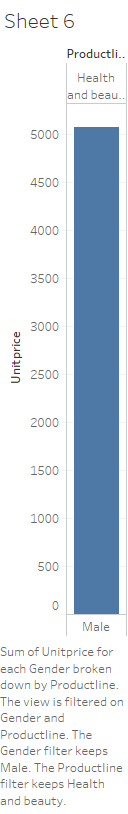 Sheet 6
Productli..
Health
and beau..
5000
4500
4000
3500
3000
2500
2000
1500
1000
500
0
Unitprice
Male
Sum of Unitprice for
each Gender broken
down by Productline.
The view is filtered on
Gender and
Productline. The
Gender filter keeps
Male. The Productline
filter keeps Health
and beauty.